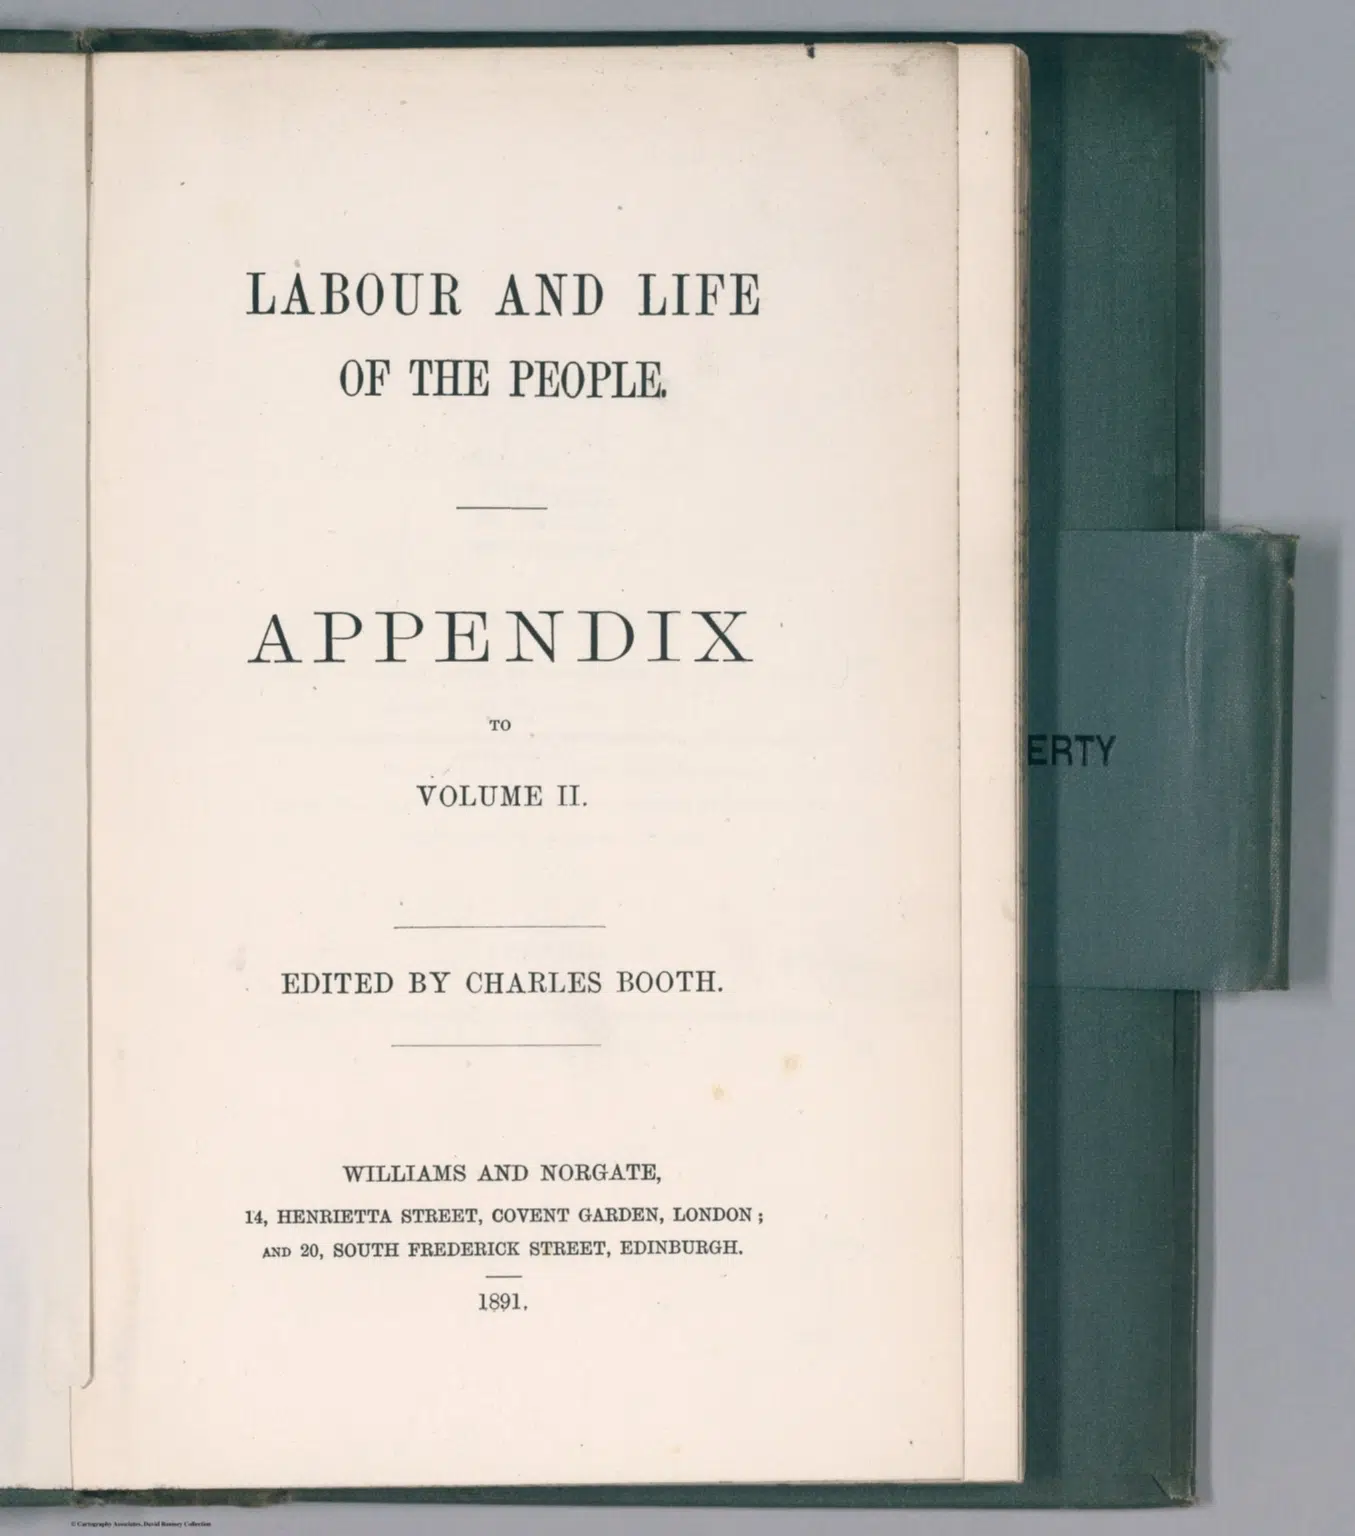 LABOUR AND LIFE
OF THE PEOPLE.
APPENDIX
TO
VOLUME II.
EDITED BY CHARLES BOOTH.
WILLIAMS AND NORGATE,
14, HENRIETTA STREET, COVENT GARDEN, LONDON;
AND 20, SOUTH FREDERICK STREET, EDINBURGH.
1891.
ERTY
© Cartography Associates, David Rumsey Collection